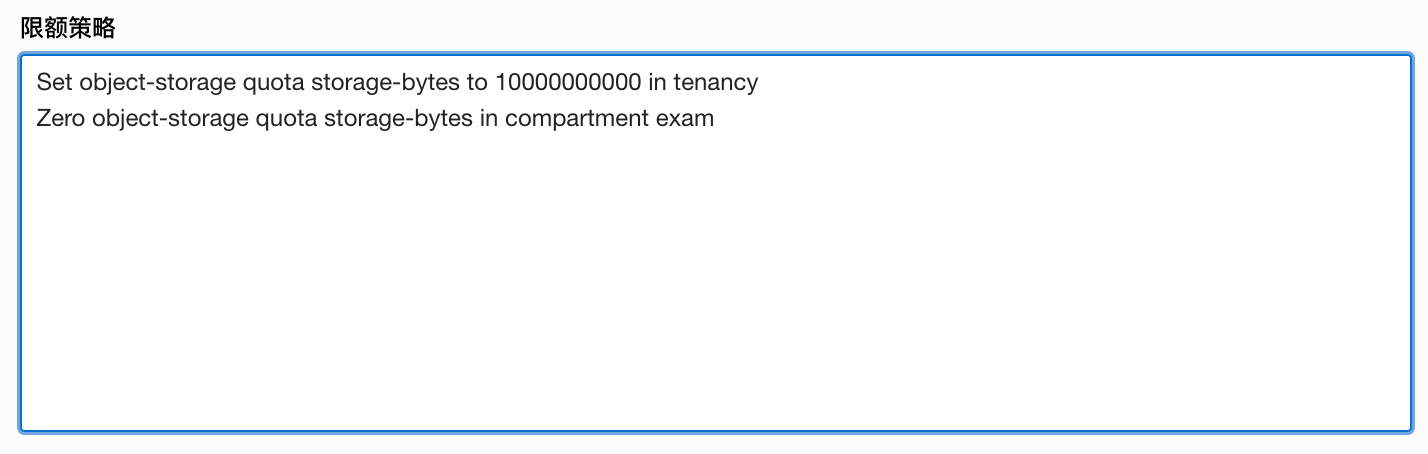 限额策略
Set object-storage quota storage-bytes to 10000000000 in tenancy
Zero object-storage quota storage-bytes in compartment exam